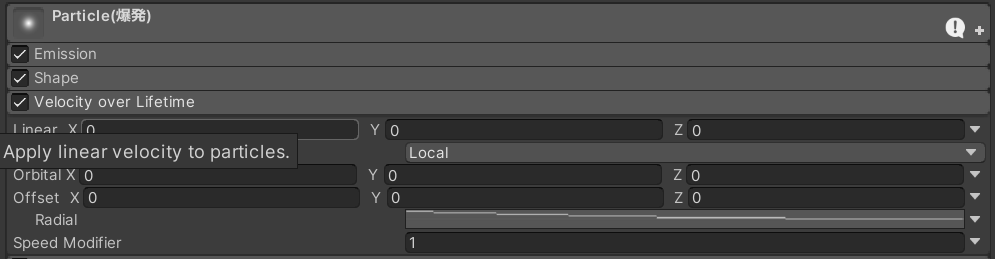 Particle(爆発)
Emission
Shape
Velocity over Lifetime
Linear X 0 Y 0 Z 0
Apply linear velocity to particles.
Local
Orbital X 0 Y 0 Z 0
Offset X 0 Y 0 Z 0
Radial
Speed Modifier 1